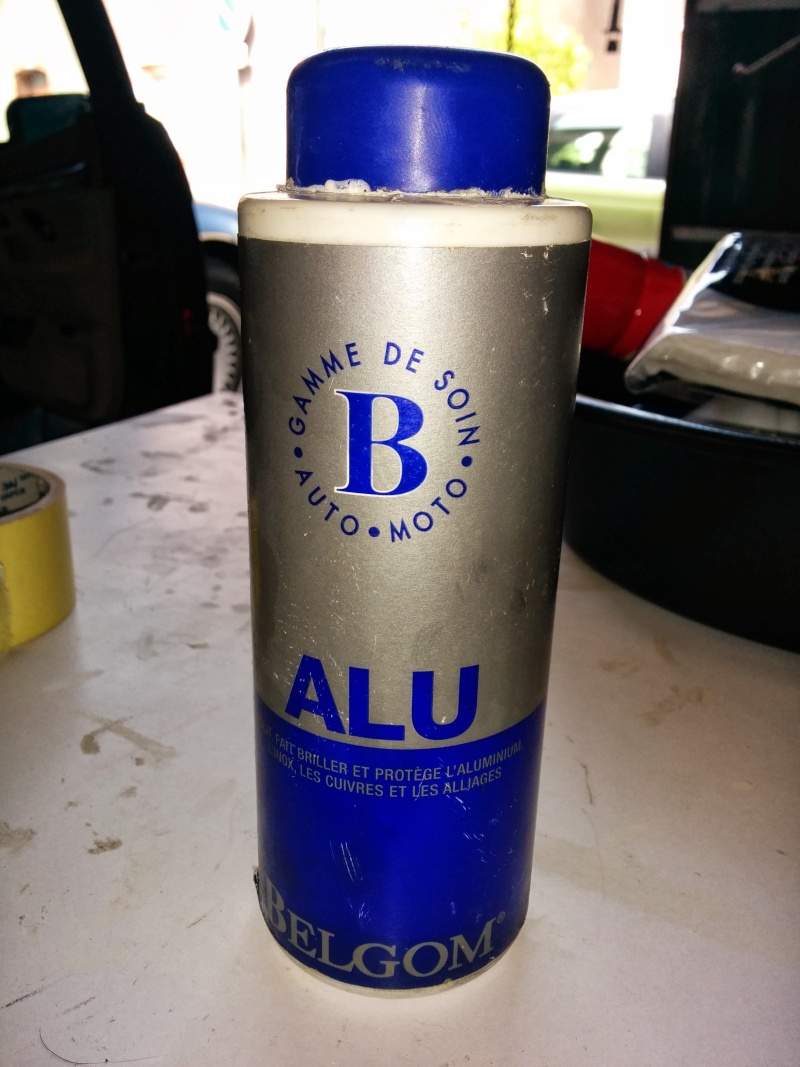 GAMME DE SOIN
B
• AUTO • MOTO •
ALU
FAIT BRILLER ET PROTÈGE L'ALUMINIUM,
L'INOX, LES CUIVRES ET LES ALLIAGES
BELGOM®